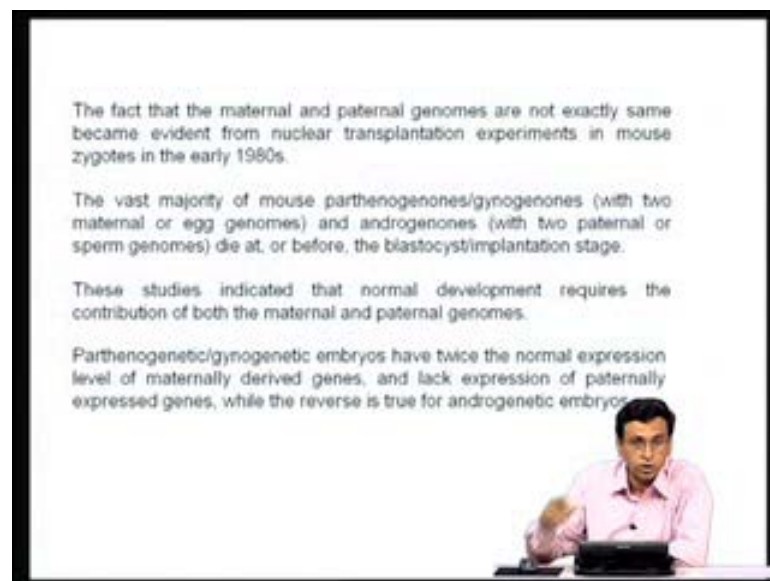 The fact that the maternal and paternal genomes are not exactly same
became evident from nuclear transplantation experiments in mouse
zygotes in the early 1980s.
The vast majority of mouse parthenogenones/gynogenones (with two
maternal or egg genomes) and androgenones (with two paternal or
sperm genomes) die at, or before, the blastocyst/implantation stage.
These studies indicated that normal development requires the
contribution of both the maternal and paternal genomes.
Parthenogenetic/gynogenetic embryos have twice the normal expression
level of maternally derived genes, and lack expression of paternally
expressed genes, while the reverse is true for androgenetic embryos